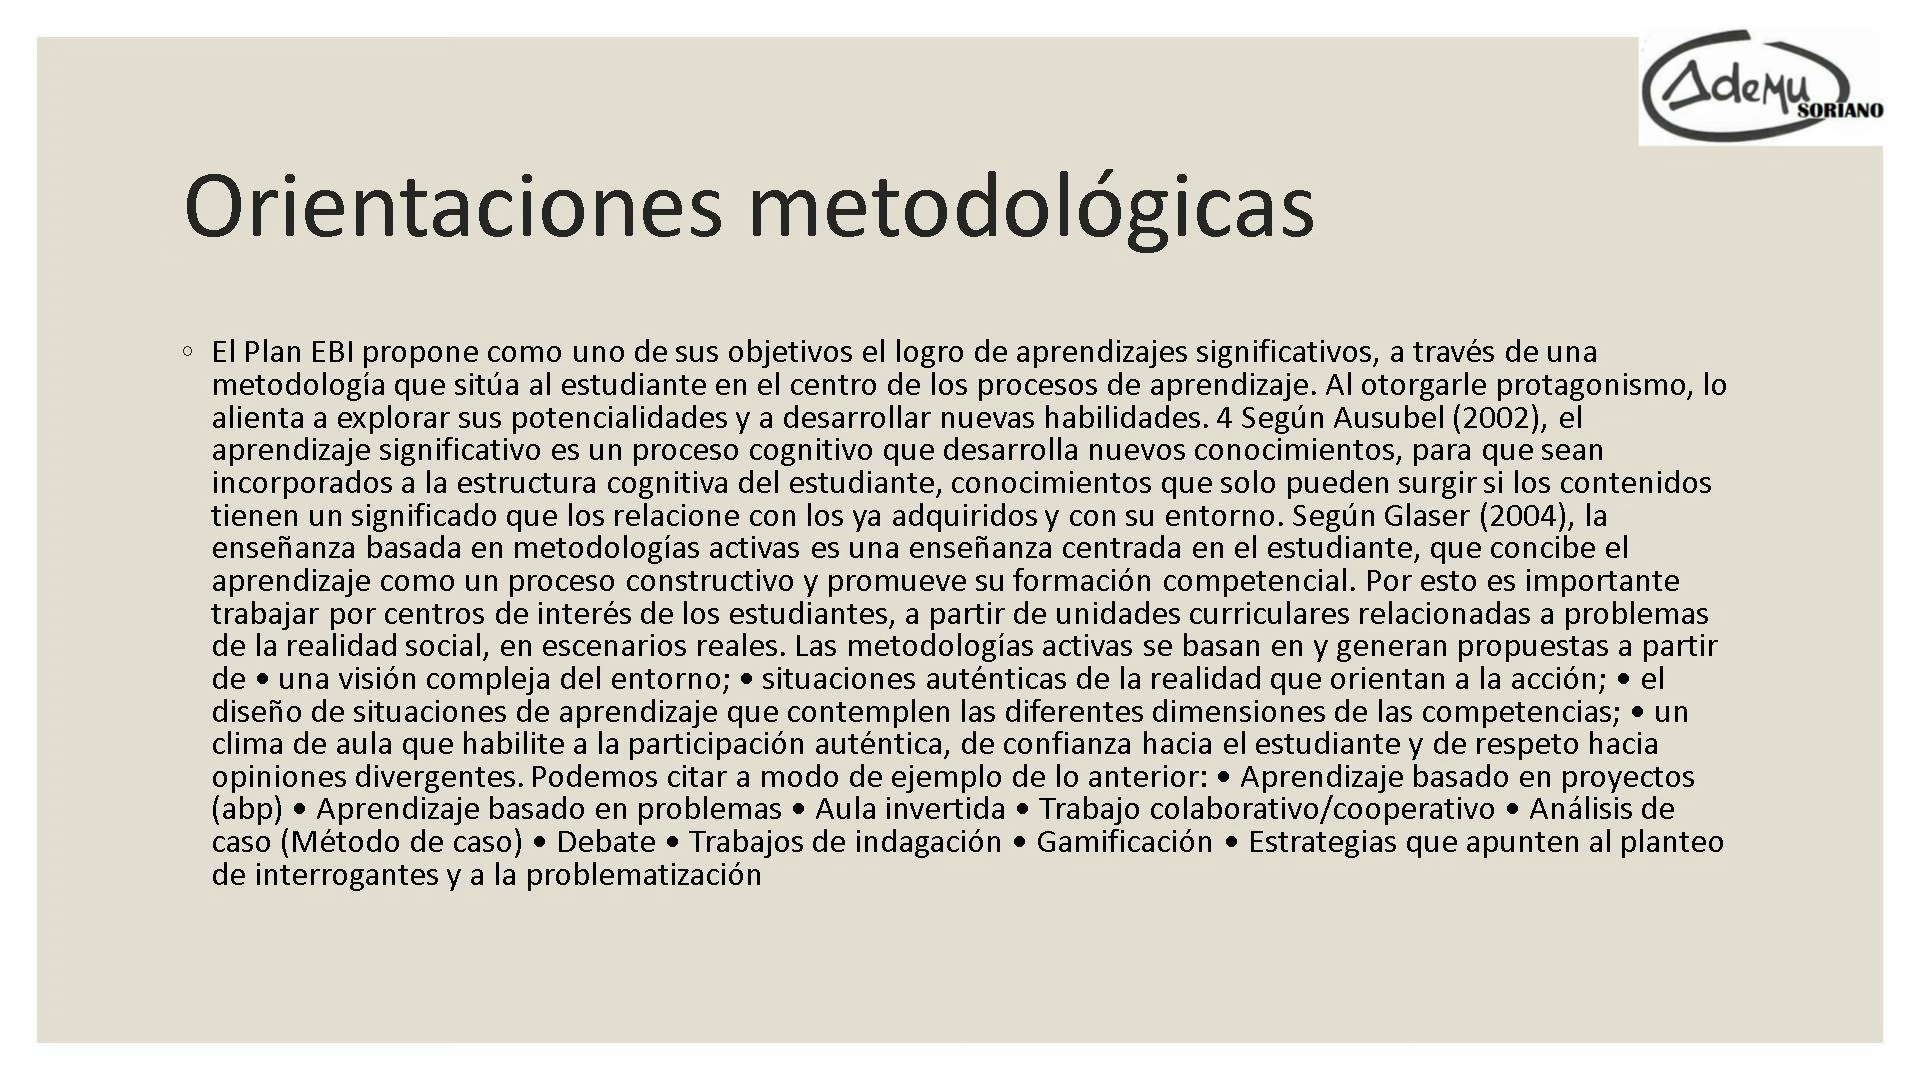 AdeMu
SORIANO
Orientaciones metodológicas
◦ El Plan EBI propone como uno de sus objetivos el logro de aprendizajes significativos, a través de una
metodología que sitúa al estudiante en el centro de los procesos de aprendizaje. Al otorgarle protagonismo, lo
alienta a explorar sus potencialidades y a desarrollar nuevas habilidades. 4 Según Ausubel (2002), el
aprendizaje significativo es un proceso cognitivo que desarrolla nuevos conocimientos, para que sean
incorporados a la estructura cognitiva del estudiante, conocimientos que solo pueden surgir si los contenidos
tienen un significado que los relacione con los ya adquiridos y con su entorno. Según Glaser (2004), la
enseñanza basada en metodologías activas es una enseñanza centrada en el estudiante, que concibe el
aprendizaje como un proceso constructivo y promueve su formación competencial. Por esto es importante
trabajar por centros de interés de los estudiantes, a partir de unidades curriculares relacionadas a problemas
de la realidad social, en escenarios reales. Las metodologías activas se basan en y generan propuestas a partir
de • una visión compleja del entorno; • situaciones auténticas de la realidad que orientan a la acción; • el
diseño de situaciones de aprendizaje que contemplen las diferentes dimensiones de las competencias; • un
clima de aula que habilite a la participación auténtica, de confianza hacia el estudiante y de respeto hacia
opiniones divergentes. Podemos citar a modo de ejemplo de lo anterior: • Aprendizaje basado en proyectos
(abp) • Aprendizaje basado en problemas • Aula invertida • Trabajo colaborativo/cooperativo • Análisis de
caso (Método de caso) • Debate • Trabajos de indagación • Gamificación • Estrategias que apunten al planteo
de interrogantes y a la problematización